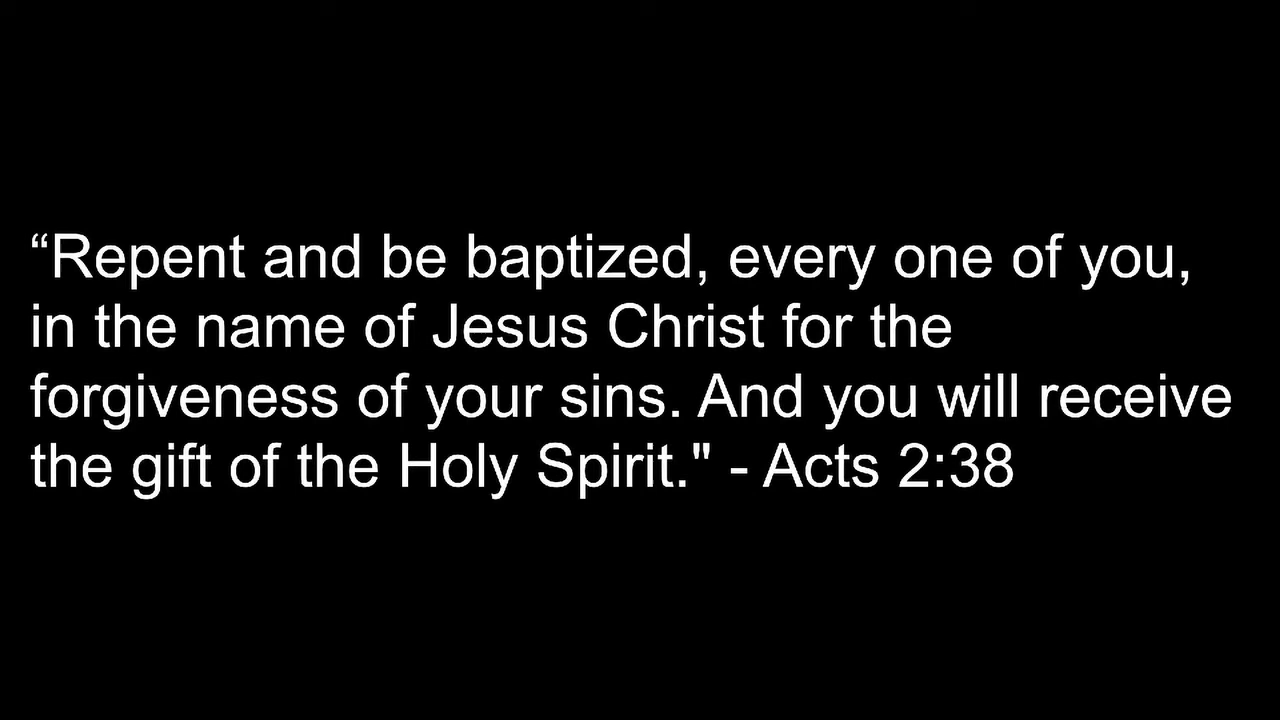 “Repent and be baptized, every one of you,
in the name of Jesus Christ for the
forgiveness of your sins. And you will receive
the gift of the Holy Spirit." - Acts 2:38